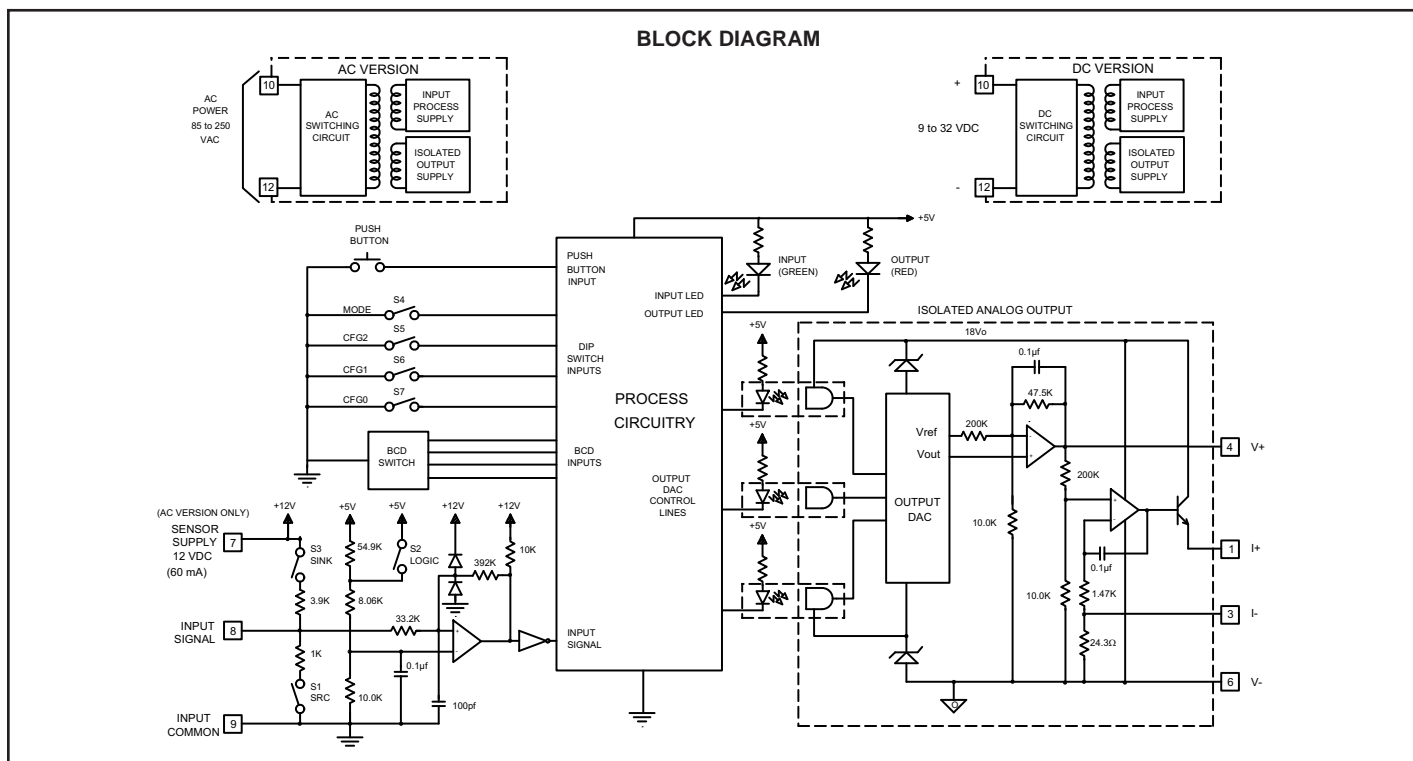 BLOCK DIAGRAM
AC VERSION
AC
POWER
85 to 250
VAC
10
12
AC
SWITCHING
CIRCUIT
INPUT
PROCESS
SUPPLY
ISOLATED
OUTPUT
SUPPLY
DC VERSION
+
10
9 to 32 VDC
-
12
DC
SWITCHING
CIRCUIT
INPUT
PROCESS
SUPPLY
ISOLATED
OUTPUT
SUPPLY
PUSH
BUTTON
MODE
S4
CFG2
S5
CFG1
S6
CFG0
S7
BCD
SWITCH
PUSH
BUTTON
INPUT
DIP
SWITCH
INPUTS
PROCESS
CIRCUITRY
BCD
INPUTS
INPUT
SIGNAL
INPUT LED
OUTPUT LED
OUTPUT
DAC
CONTROL
LINES
+5V
INPUT
(GREEN)
OUTPUT
(RED)
+5V
+5V
+5V
ISOLATED ANALOG OUTPUT
18Vo
Vref
Vout
OUTPUT
DAC
200K
0.1µf
47.5K
-
+
10.0K
200K
10.0K
+
-
0.1µf
1.47K
24.3Ω
O
4 V+
1 I+
3 I-
6 V-
(AC VERSION ONLY)
SENSOR
SUPPLY
12 VDC
(60 mA)
7
+12V
+5V
+5V
+12V
+12V
S3
SINK
54.9K
S2
LOGIC
392K
10K
3.9K
8.06K
33.2K
INPUT
SIGNAL
8
+
-
1K
0.1µf
S1
SRC
10.0K
100pf
INPUT
COMMON
9